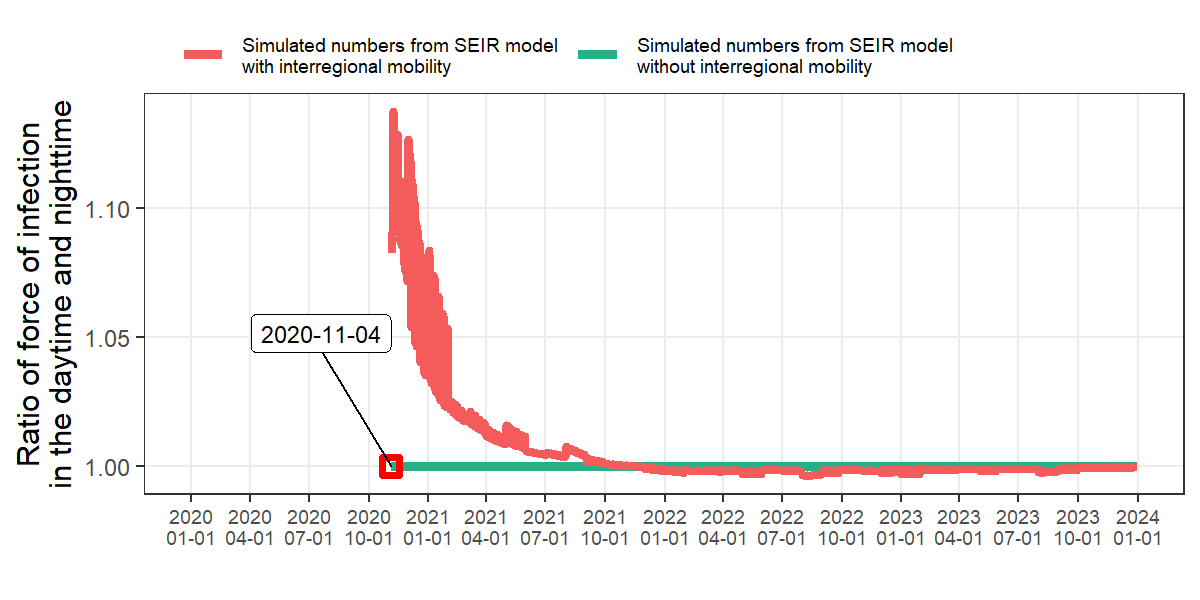 Simulated numbers from SEIR model
with interregional mobility
Simulated numbers from SEIR model
without interregional mobility
Ratio of force of infection
in the daytime and nighttime
1.10
1.05
1.00
2020-11-04
2020 2020 2020 2020 2021 2021 2021 2021 2022 2022 2022 2022 2023 2023 2023 2023 2024
01-01 04-01 07-01 10-01 01-01 04-01 07-01 10-01 01-01 04-01 07-01 10-01 01-01 04-01 07-01 10-01 01-01